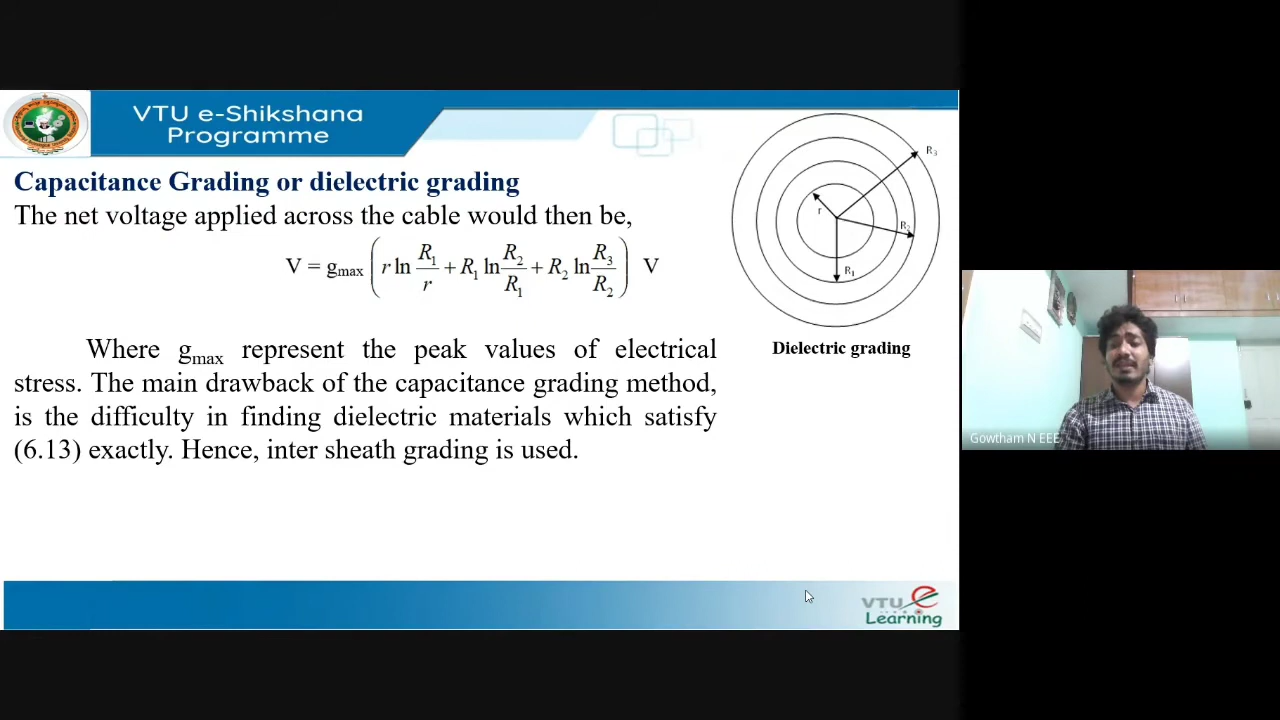 VTU e-Shikshana
Programme
Capacitance Grading or dielectric grading
The net voltage applied across the cable would then be,
V = gmax ( r ln R1/r + R1 ln R2/R1 + R2 ln R3/R2 ) V
Where gmax represent the peak values of electrical
stress. The main drawback of the capacitance grading method,
is the difficulty in finding dielectric materials which satisfy
(6.13) exactly. Hence, inter sheath grading is used.
R3
r
R2
R1
Dielectric grading
Gowtham N EEE
VTU e
Learning